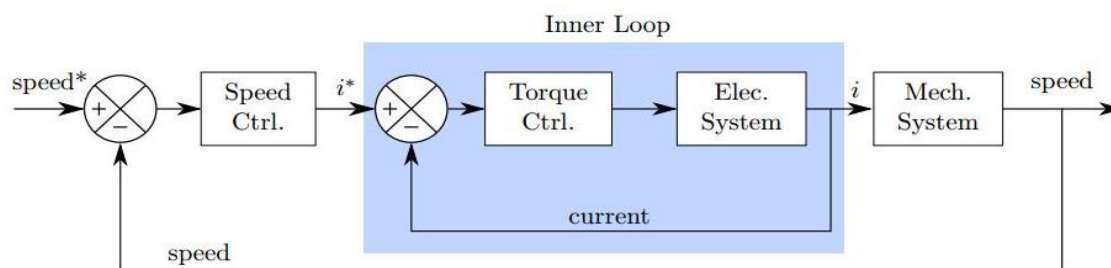 Inner Loop
speed*
+
−
Speed
Ctrl.
i*
+
−
Torque
Ctrl.
Elec.
System
i
Mech.
System
speed
current
speed